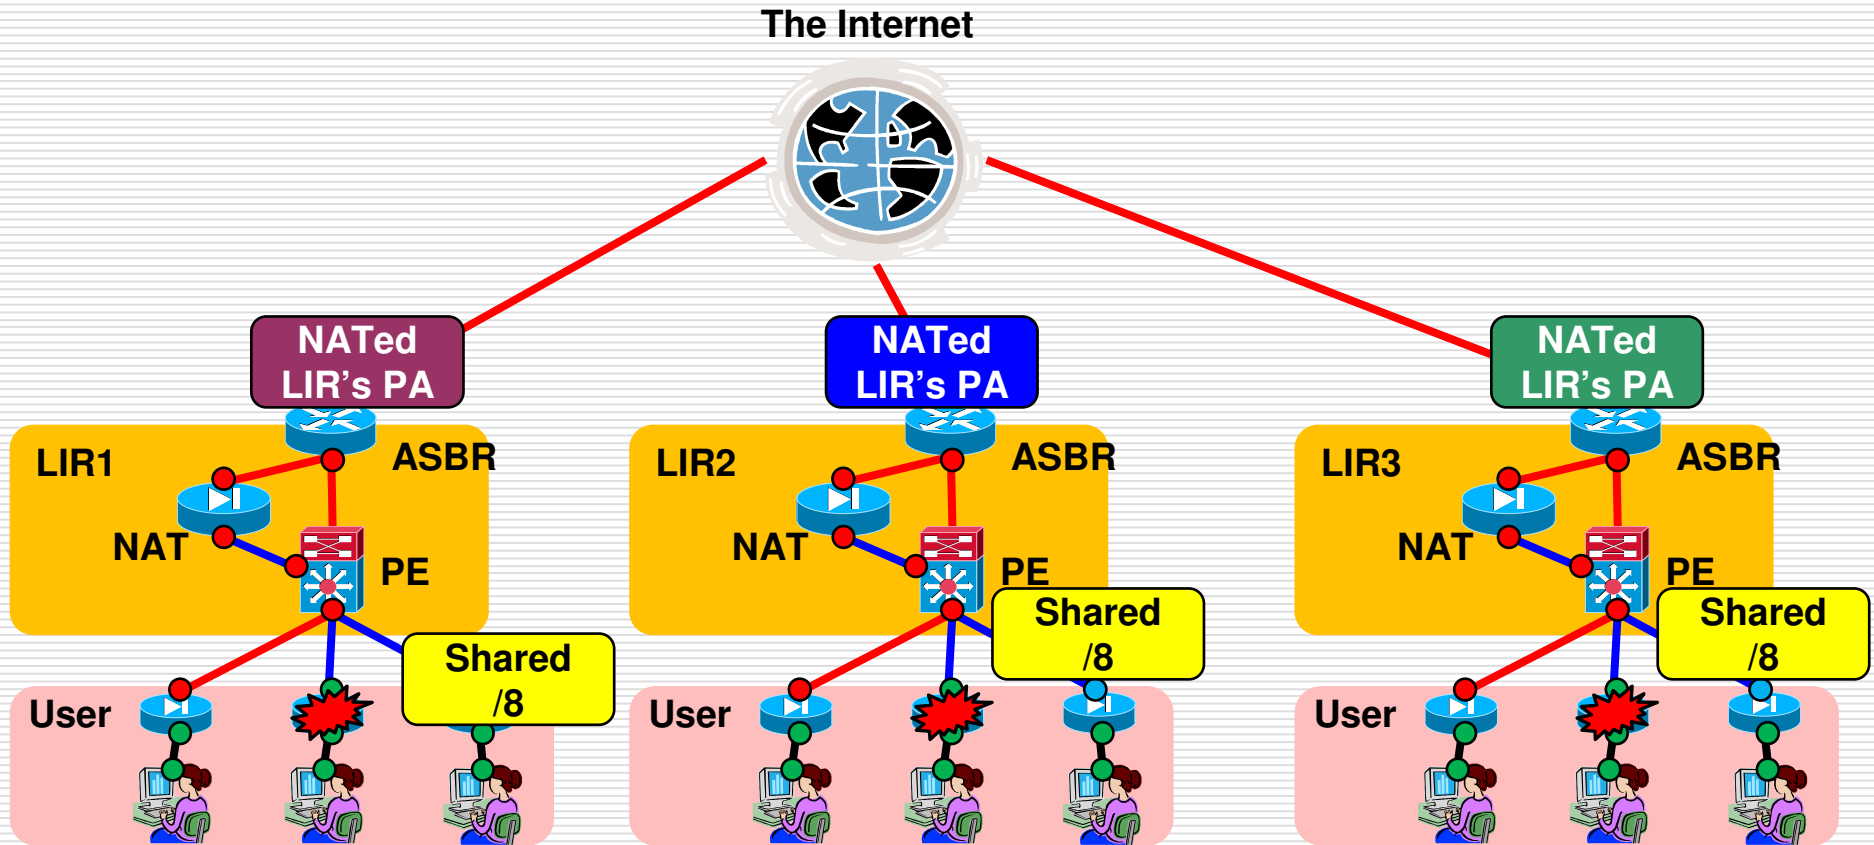 The Internet
NATed
LIR's PA
NATed
LIR's PA
NATed
LIR's PA
LIR1
ASBR
NAT
PE
LIR2
ASBR
NAT
PE
LIR3
ASBR
NAT
PE
Shared
/8
Shared
/8
Shared
/8
User
User
User